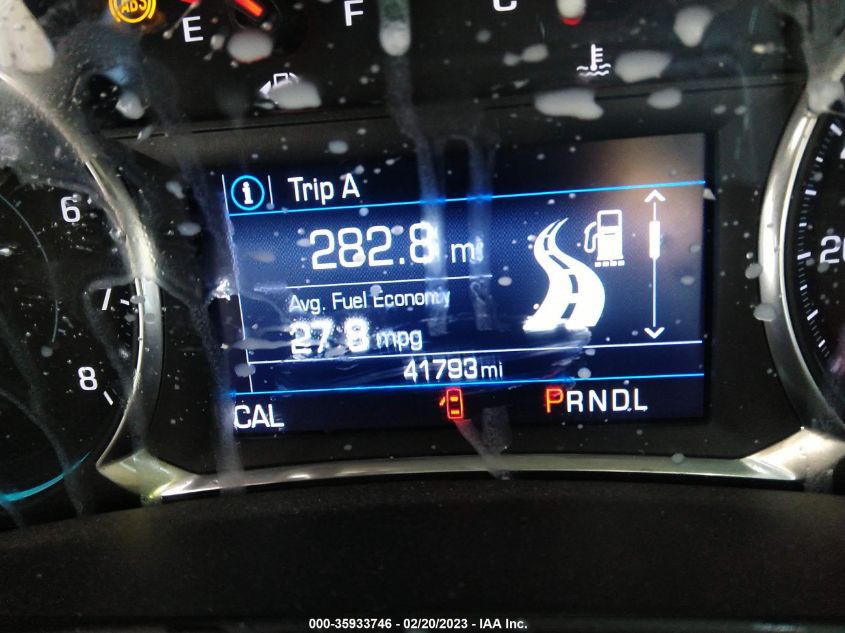 ABS
E
F
C
6
7
8
i
Trip A
282.8 mi
Avg. Fuel Economy
27.8 mpg
41793mi
CAL
PRNDL
000-35933746 - 02/20/2023 - IAA Inc.